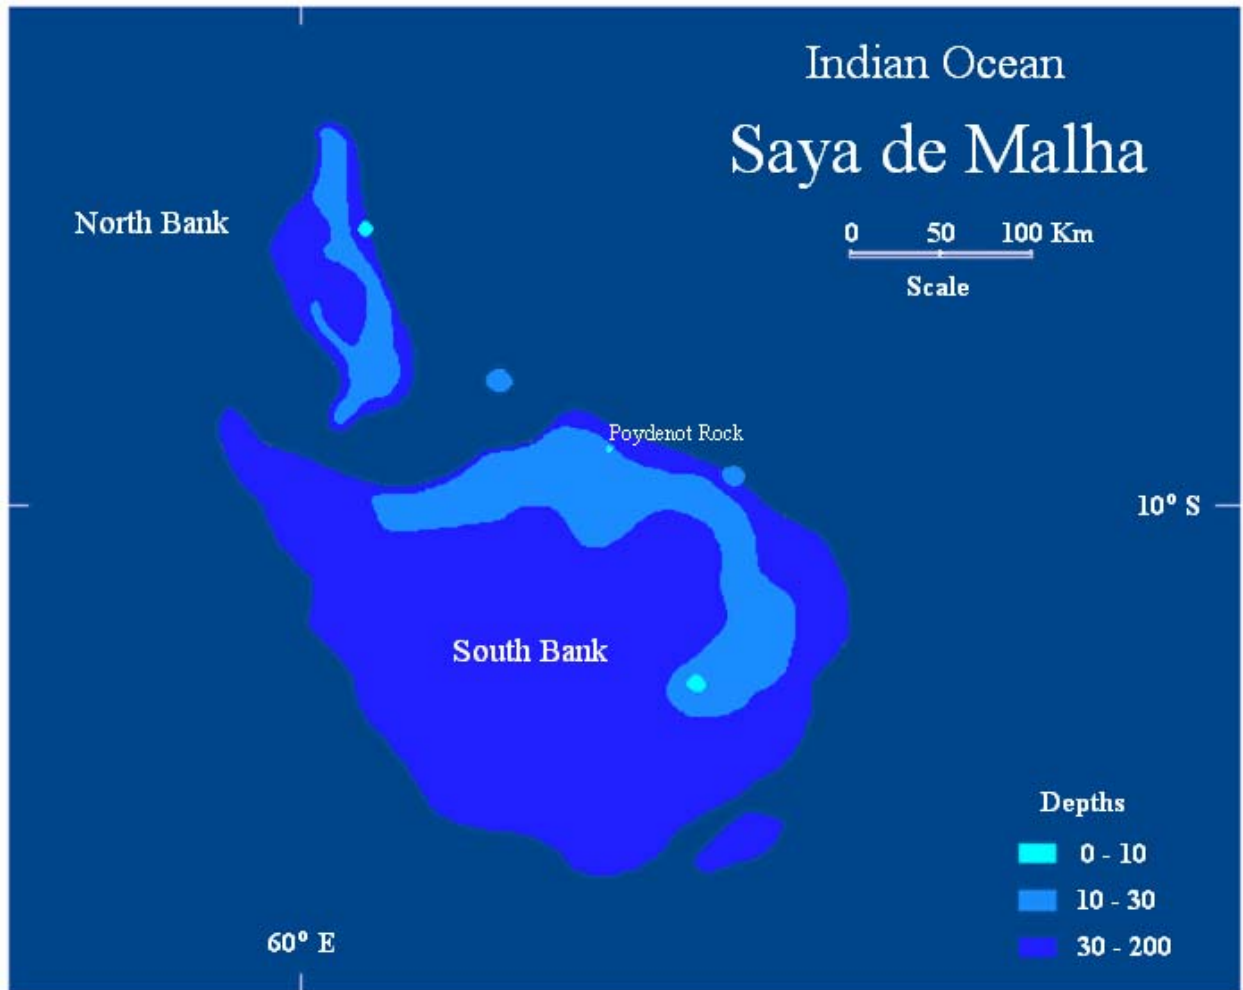 Indian Ocean
Saya de Malha
North Bank
0 50 100 Km
Scale
Poydenot Rock
10° S
South Bank
Depths
0 - 10
10 - 30
30 - 200
60° E